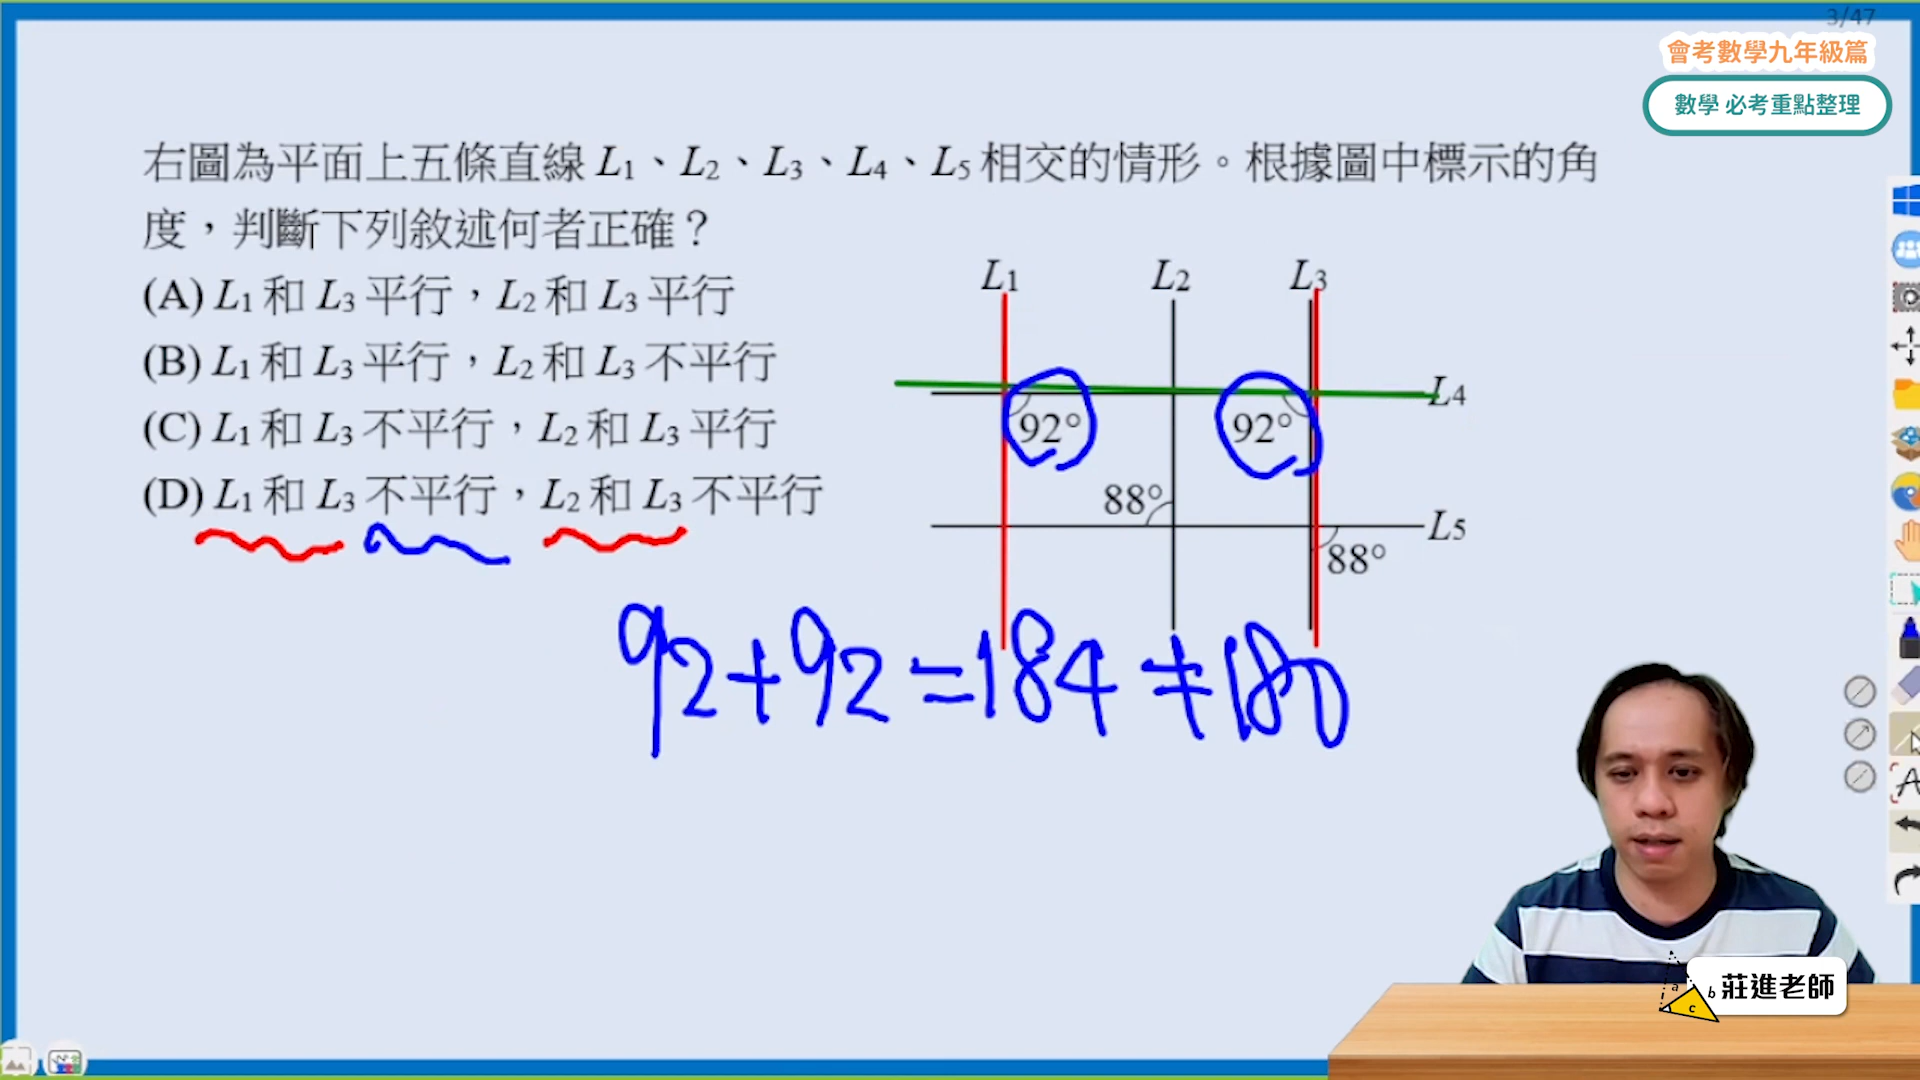 3/47
會考數學九年級篇
數學 必考重點整理
右圖為平面上五條直線 L1、L2、L3、L4、L5 相交的情形。根據圖中標示的角
度，判斷下列敘述何者正確？
(A) L1 和 L3 平行，L2 和 L3 平行
(B) L1 和 L3 平行，L2 和 L3 不平行
(C) L1 和 L3 不平行，L2 和 L3 平行
(D) L1 和 L3 不平行，L2 和 L3 不平行
L1 L2 L3
L4
92° 92°
88°
L5
88°
92+92=184≠180
莊進老師
a b c